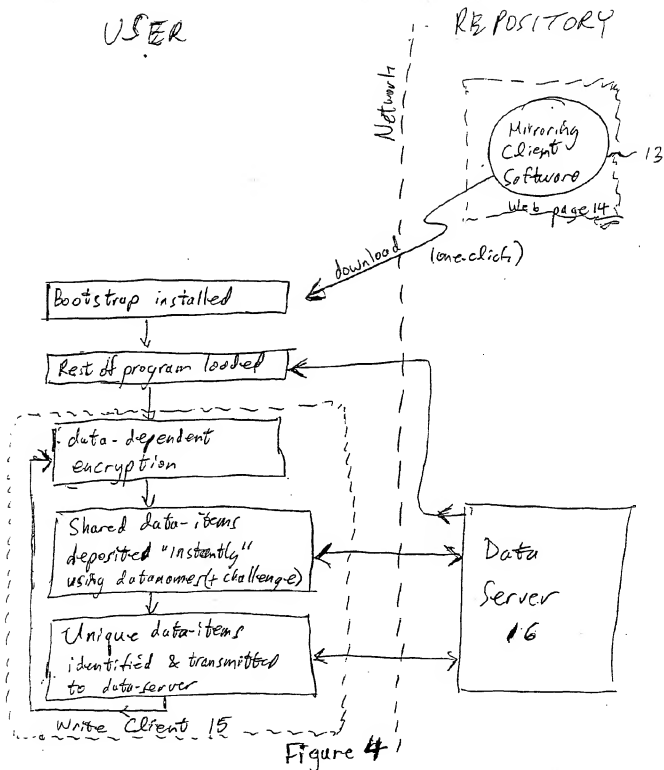 USER
REPOSITORY
Network
Mirroring
Client
Software
13
Web page 14
download
(one-click)
Bootstrap installed
Rest of program loaded
data-dependent
encryption
Shared data-items
deposited "instantly"
using datanames (+ challenge)
Unique data-items
identified & transmitted
to data-server
Write Client 15
Data
Server
16
Figure 4